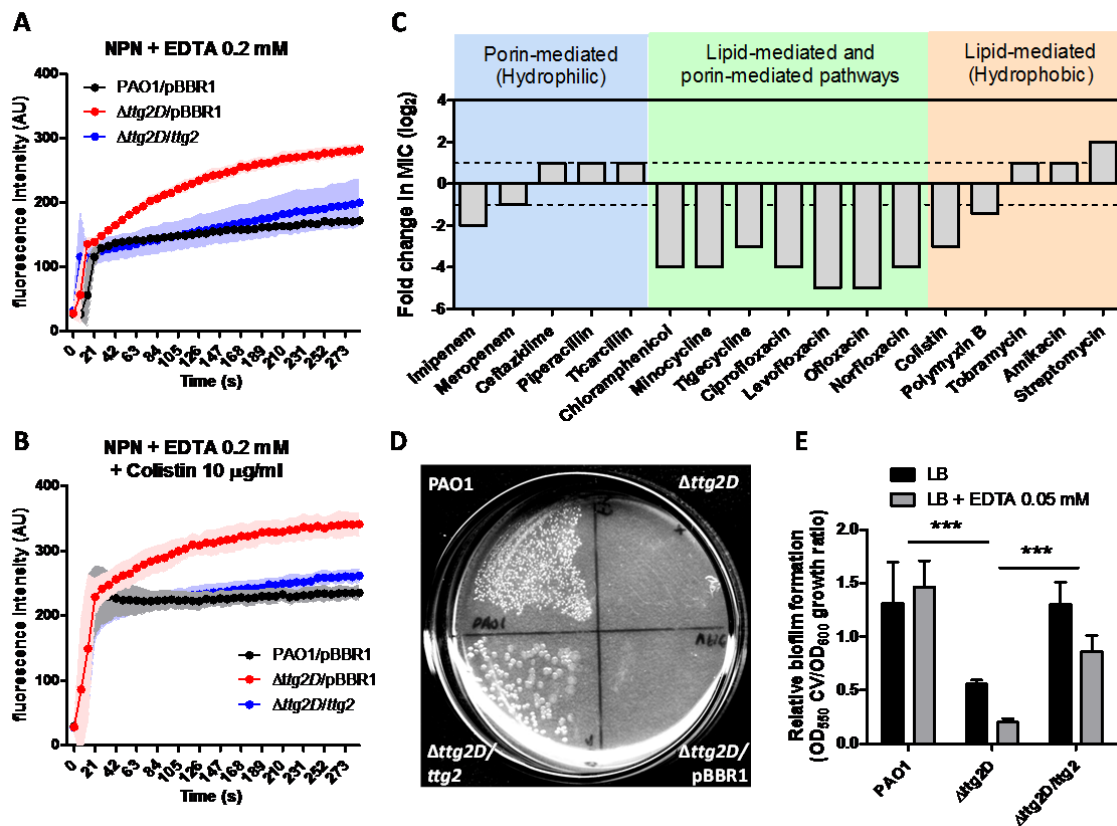 A
NPN + EDTA 0.2 mM
fluorescence intensity (AU)
400
300
200
100
0
PAO1/pBBR1
Δttg2D/pBBR1
Δttg2D/ttg2
0
21
42
63
84
105
126
147
168
189
210
231
252
273
Time (s)
B
NPN + EDTA 0.2 mM
+ Colistin 10 µg/ml
fluorescence intensity (AU)
400
300
200
100
0
PAO1/pBBR1
Δttg2D/pBBR1
Δttg2D/ttg2
0
21
42
63
84
105
126
147
168
189
210
231
252
273
Time (s)
C
Porin-mediated
(Hydrophilic)
Lipid-mediated and
porin-mediated pathways
Lipid-mediated
(Hydrophobic)
Fold change in MIC (log2)
4
2
0
-2
-4
-6
Imipenem
Meropenem
Ceftazidime
Piperacillin
Ticarcillin
Chloramphenicol
Minocycline
Tigecycline
Ciprofloxacin
Levofloxacin
Ofloxacin
Norfloxacin
Colistin
Polymyxin B
Tobramycin
Amikacin
Streptomycin
D
PAO1
Δttg2D
PAO1
Δttg2D/
ttg2
Δttg2D/
pBBR1
E
LB
LB + EDTA 0.05 mM
Relative biofilm formation
(OD550 CV/OD600 growth ratio)
2.0
1.5
1.0
0.5
0.0
***
***
PAO1
Δttg2D
Δttg2D/ttg2